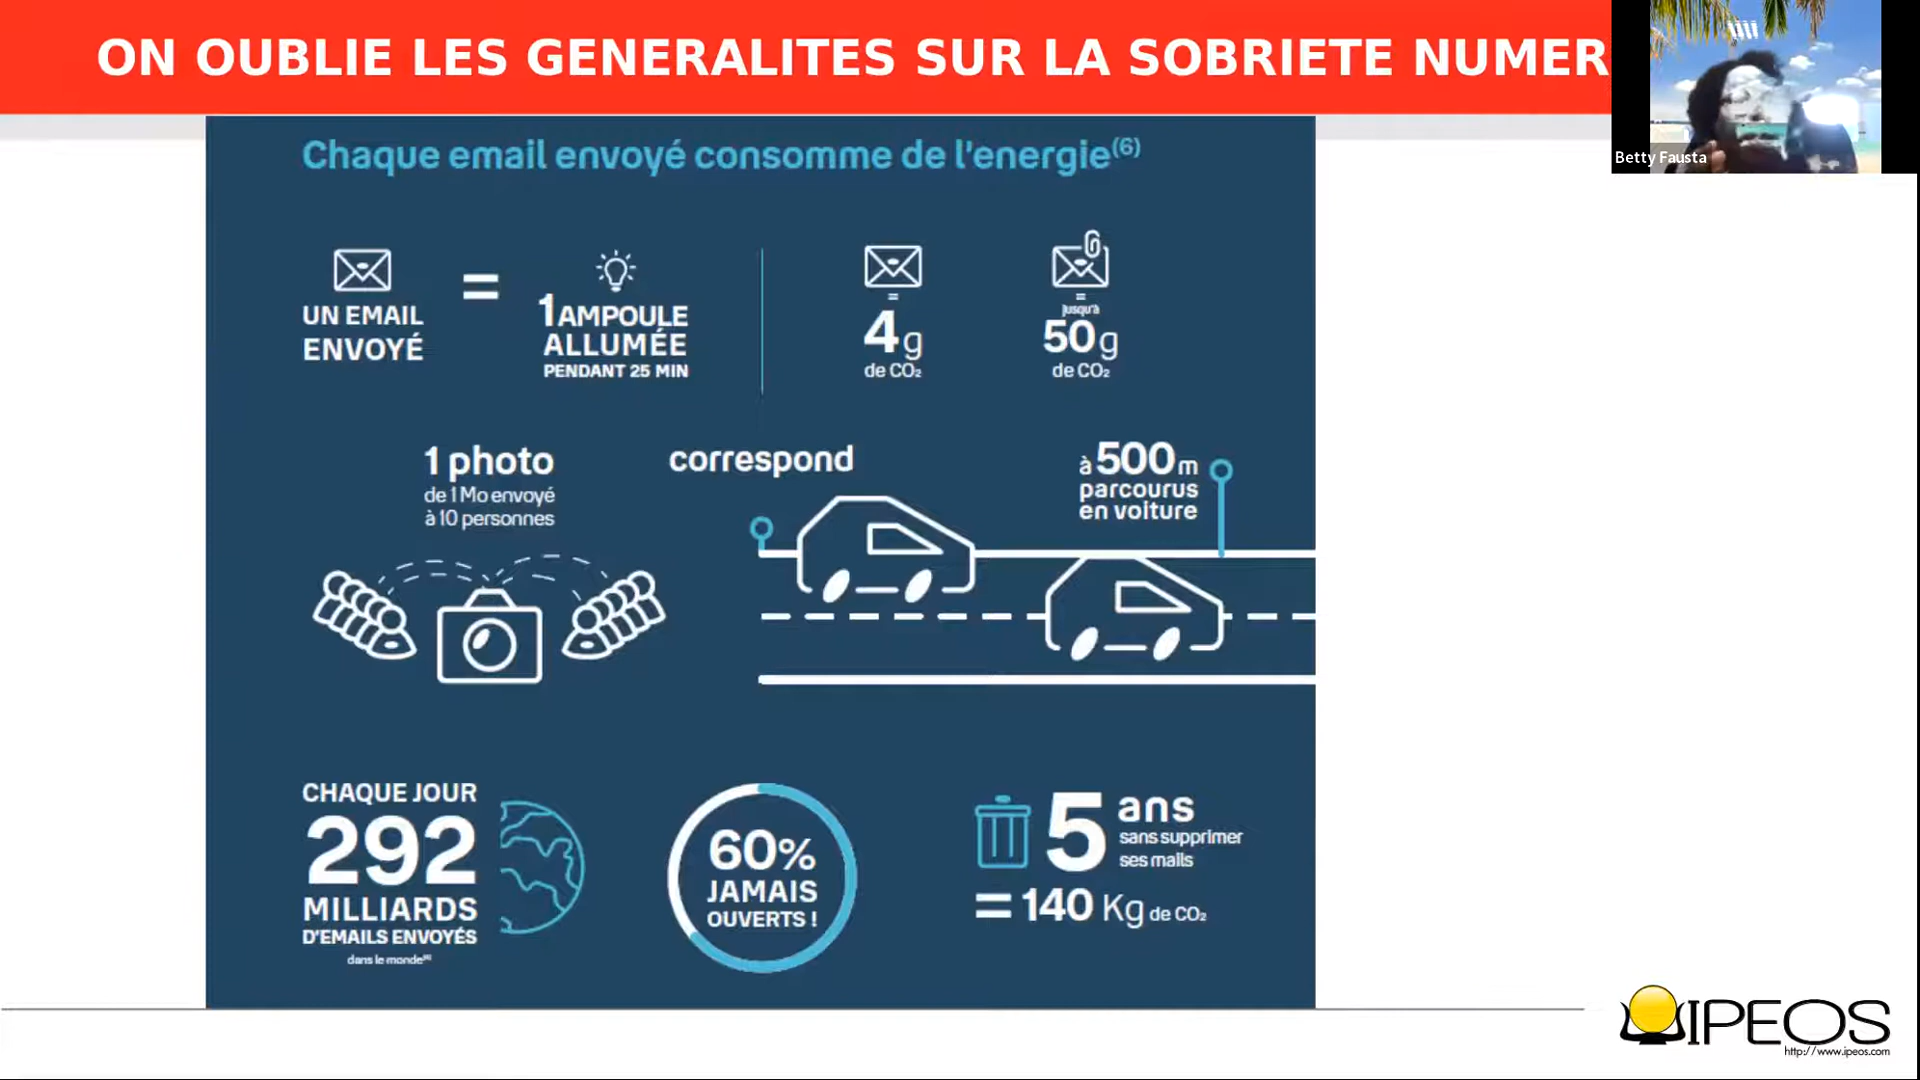 ON OUBLIE LES GENERALITES SUR LA SOBRIETE NUMER
Betty Fausta
Chaque email envoyé consomme de l'energie(6)
UN EMAIL
ENVOYÉ
=
1 AMPOULE
ALLUMÉE
PENDANT 25 MIN
=
4g
de CO₂
=
jusqu'à
50g
de CO₂
1 photo
de 1 Mo envoyé
à 10 personnes
correspond
à 500 m
parcourus
en voiture
CHAQUE JOUR
292
MILLIARDS
D'EMAILS ENVOYÉS
dans le monde
60%
JAMAIS
OUVERTS !
5 ans
sans supprimer
ses mails
= 140 Kg de CO₂
IPEOS
http://www.ipeos.com